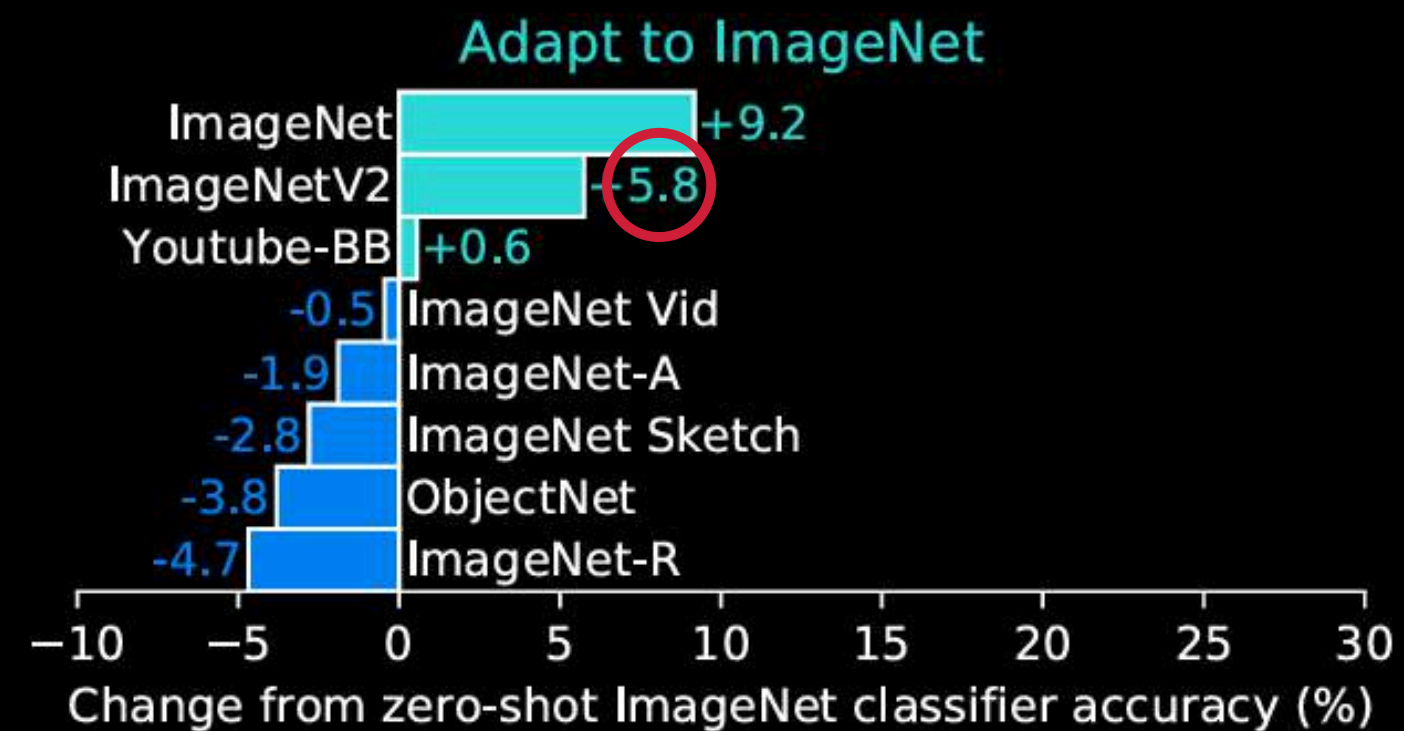 Adapt to ImageNet
ImageNet +9.2
ImageNetV2 +5.8
Youtube-BB +0.6
-0.5 ImageNet Vid
-1.9 ImageNet-A
-2.8 ImageNet Sketch
-3.8 ObjectNet
-4.7 ImageNet-R
−10 −5 0 5 10 15 20 25 30
Change from zero-shot ImageNet classifier accuracy (%)